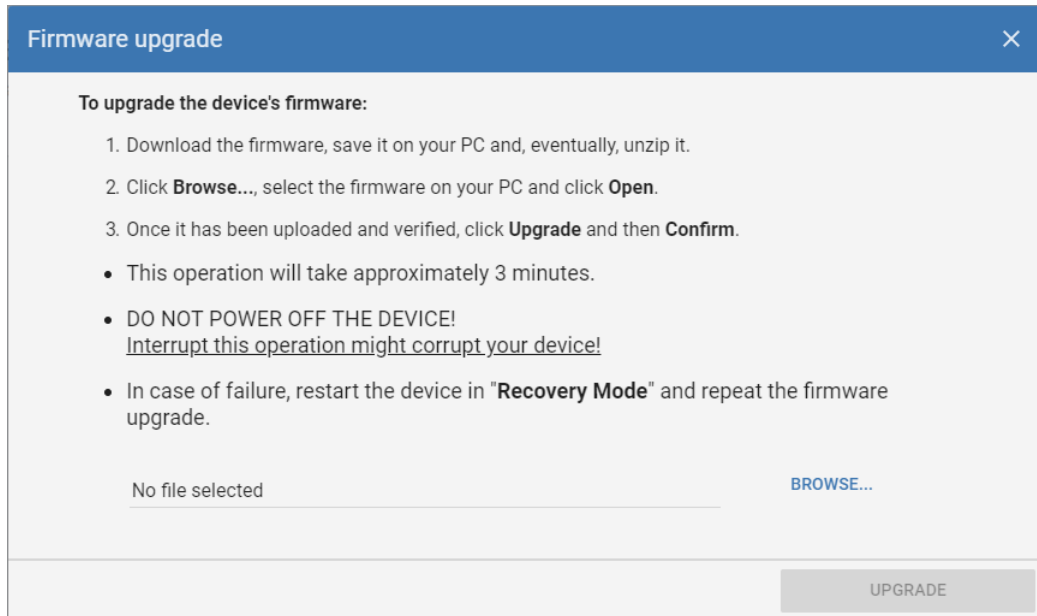 Firmware upgrade
To upgrade the device's firmware:
1. Download the firmware, save it on your PC and, eventually, unzip it.
2. Click Browse..., select the firmware on your PC and click Open.
3. Once it has been uploaded and verified, click Upgrade and then Confirm.
• This operation will take approximately 3 minutes.
• DO NOT POWER OFF THE DEVICE!
Interrupt this operation might corrupt your device!
• In case of failure, restart the device in "Recovery Mode" and repeat the firmware
upgrade.
No file selected
BROWSE...
UPGRADE